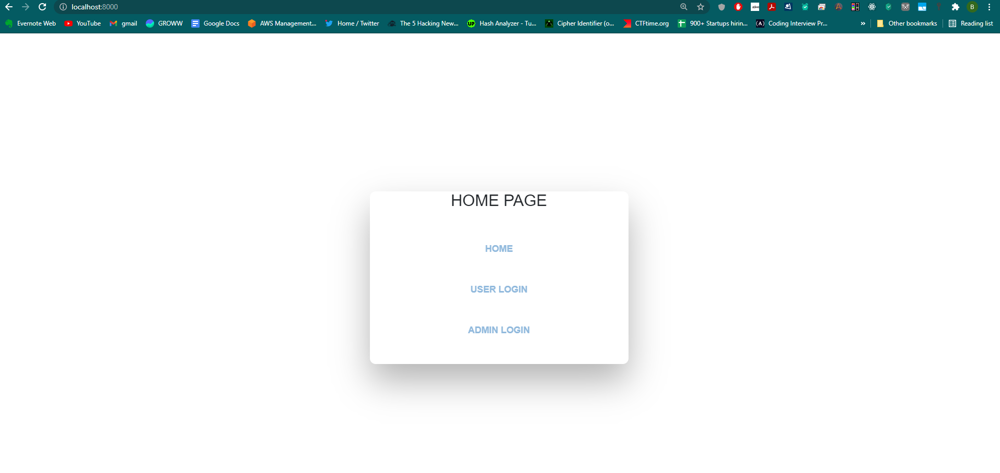 localhost:8000
Evernote Web YouTube gmail GROWW Google Docs AWS Management... Home / Twitter The 5 Hacking New... UP Hash Analyzer - Tu... Cipher Identifier (o... CTFtime.org 900+ Startups hirin... Coding Interview Pr... » Other bookmarks Reading list
HOME PAGE
HOME
USER LOGIN
ADMIN LOGIN